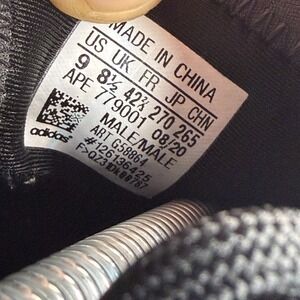 MADE IN CHINA
US UK FR JP CHN
9 8½ 42⅔ 270 265
APE 779001 08/20
MALE/MALE
ART G58864
#126136425
adidas